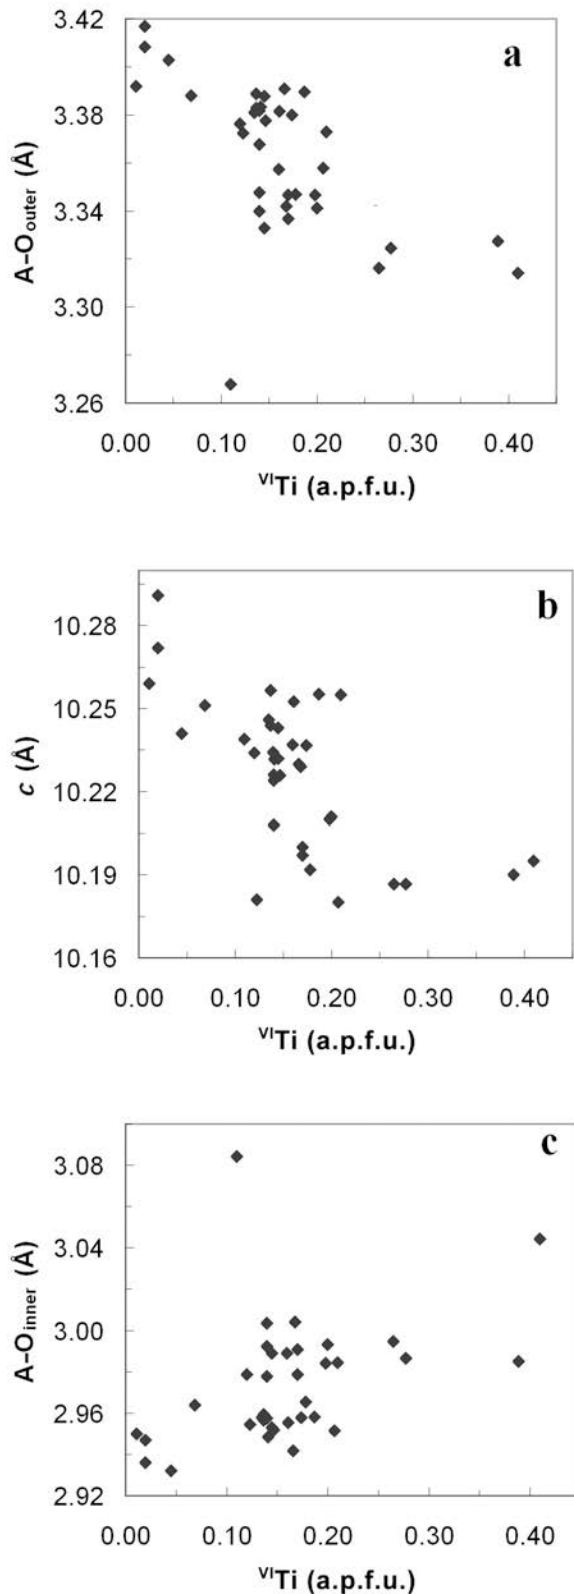 a
3.42
3.38
3.34
3.30
3.26
A–Oouter (Å)
0.00 0.10 0.20 0.30 0.40
VITi (a.p.f.u.)
b
10.28
10.25
10.22
10.19
10.16
c (Å)
0.00 0.10 0.20 0.30 0.40
VITi (a.p.f.u.)
c
3.08
3.04
3.00
2.96
2.92
A–Oinner (Å)
0.00 0.10 0.20 0.30 0.40
VITi (a.p.f.u.)